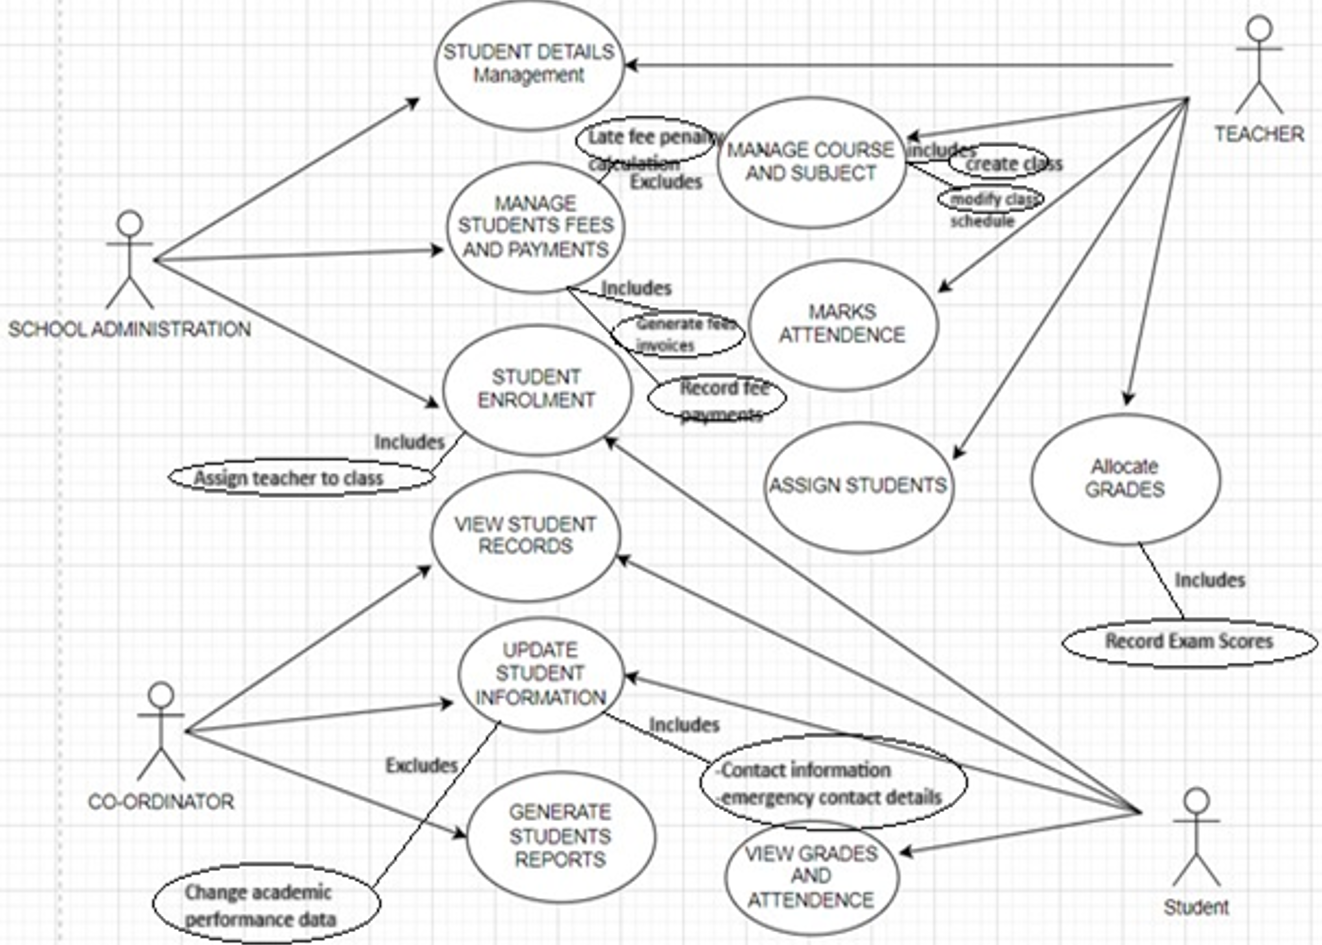 STUDENT DETAILS
Management
TEACHER
Late fee penalty
calculation
Excludes
MANAGE COURSE
AND SUBJECT
includes
create class
modify class
schedule
MANAGE
STUDENTS FEES
AND PAYMENTS
SCHOOL ADMINISTRATION
Includes
Generate fees
invoices
MARKS
ATTENDENCE
STUDENT
ENROLMENT
Record fee
payments
Includes
Assign teacher to class
ASSIGN STUDENTS
Allocate
GRADES
VIEW STUDENT
RECORDS
Includes
Record Exam Scores
UPDATE
STUDENT
INFORMATION
Includes
Excludes
-Contact information
-emergency contact details
CO-ORDINATOR
GENERATE
STUDENTS
REPORTS
VIEW GRADES
AND
ATTENDENCE
Change academic
performance data
Student